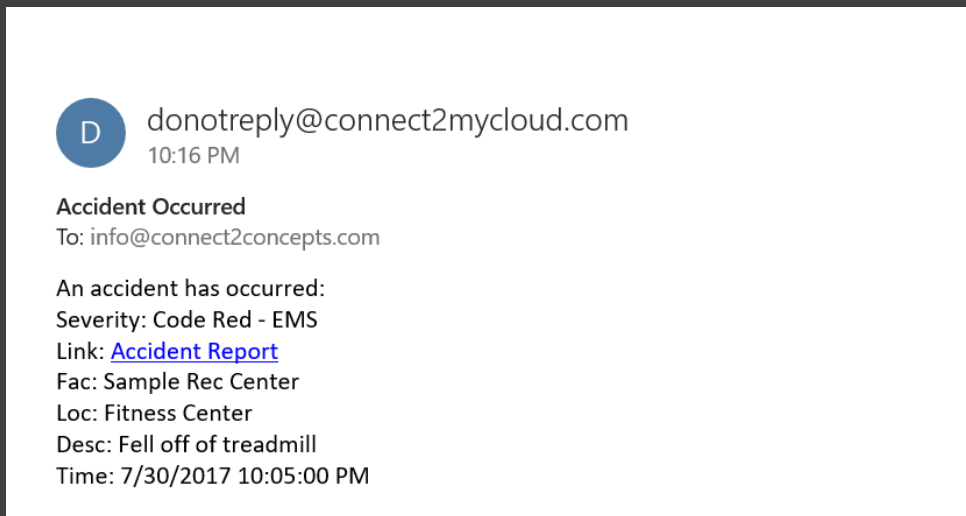 D
donotreply@connect2mycloud.com
10:16 PM
Accident Occurred
To: info@connect2concepts.com
An accident has occurred:
Severity: Code Red - EMS
Link: Accident Report
Fac: Sample Rec Center
Loc: Fitness Center
Desc: Fell off of treadmill
Time: 7/30/2017 10:05:00 PM